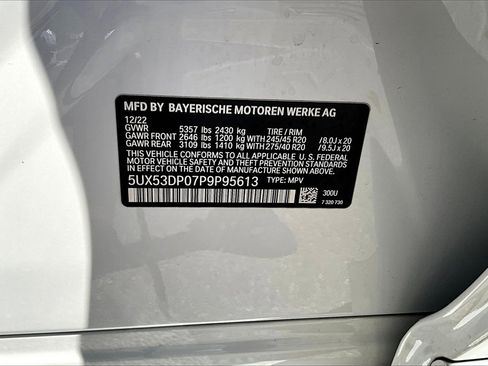 MFD BY BAYERISCHE MOTOREN WERKE AG
12/22
GVWR 5357 lbs 2430 kg TIRE / RIM
GAWR FRONT 2646 lbs 1200 kg WITH 245/45 R20 /8.0J x 20
GAWR REAR 3109 lbs 1410 kg WITH 275/40 R20 /9.5J x 20
THIS VEHICLE CONFORMS TO ALL APPLICABLE U. S. FEDERAL
MOTOR VEHICLE SAFETY AND THEFT PREVENTION STANDARDS
IN EFFECT ON THE DATE OF MANUFACTURE SHOWN ABOVE.
5UX53DP07P9P95613 TYPE: MPV 300U
7 320 730